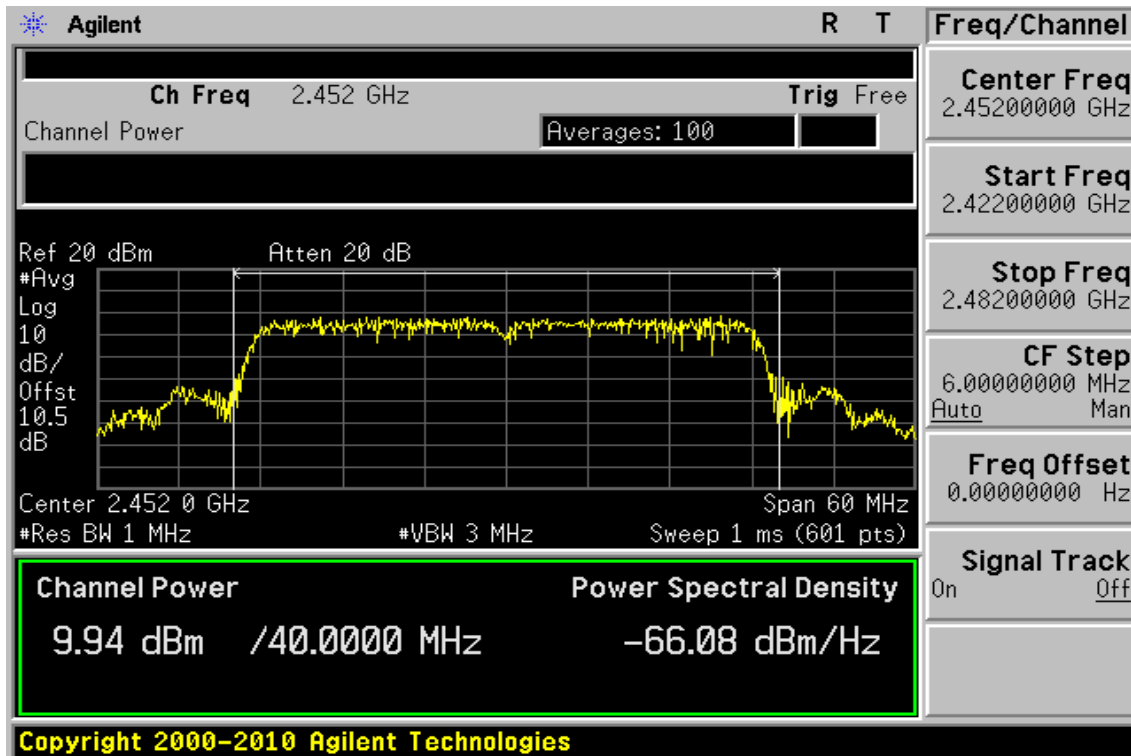 Agilent R T
Ch Freq 2.452 GHz Trig Free
Channel Power Averages: 100
Ref 20 dBm Atten 20 dB
#Avg
Log
10
dB/
Offst
10.5
dB
Center 2.452 0 GHz Span 60 MHz
#Res BW 1 MHz #VBW 3 MHz Sweep 1 ms (601 pts)
Channel Power Power Spectral Density
9.94 dBm /40.0000 MHz -66.08 dBm/Hz
Copyright 2000-2010 Agilent Technologies
Freq/Channel
Center Freq
2.45200000 GHz
Start Freq
2.42200000 GHz
Stop Freq
2.48200000 GHz
CF Step
6.00000000 MHz
Auto Man
Freq Offset
0.00000000 Hz
Signal Track
On Off